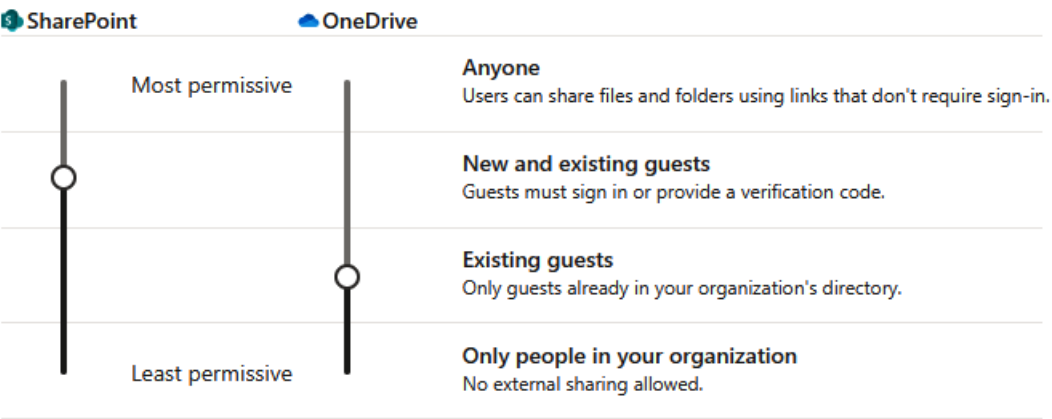 SharePoint
OneDrive
Most permissive
Anyone
Users can share files and folders using links that don't require sign-in.
New and existing guests
Guests must sign in or provide a verification code.
Existing guests
Only guests already in your organization's directory.
Least permissive
Only people in your organization
No external sharing allowed.